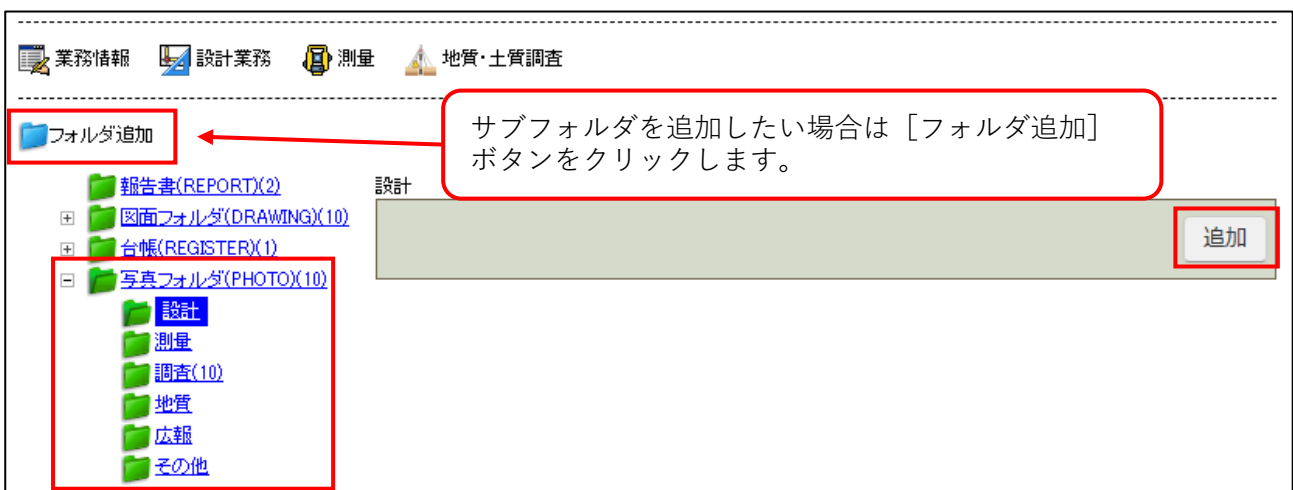 業務情報 設計業務 測量 地質・土質調査
フォルダ追加
サブフォルダを追加したい場合は［フォルダ追加］
ボタンをクリックします。
報告書(REPORT)(2)
図面フォルダ(DRAWING)(10)
台帳(REGISTER)(1)
写真フォルダ(PHOTO)(10)
設計
測量
調査(10)
地質
広報
その他
設計
追加